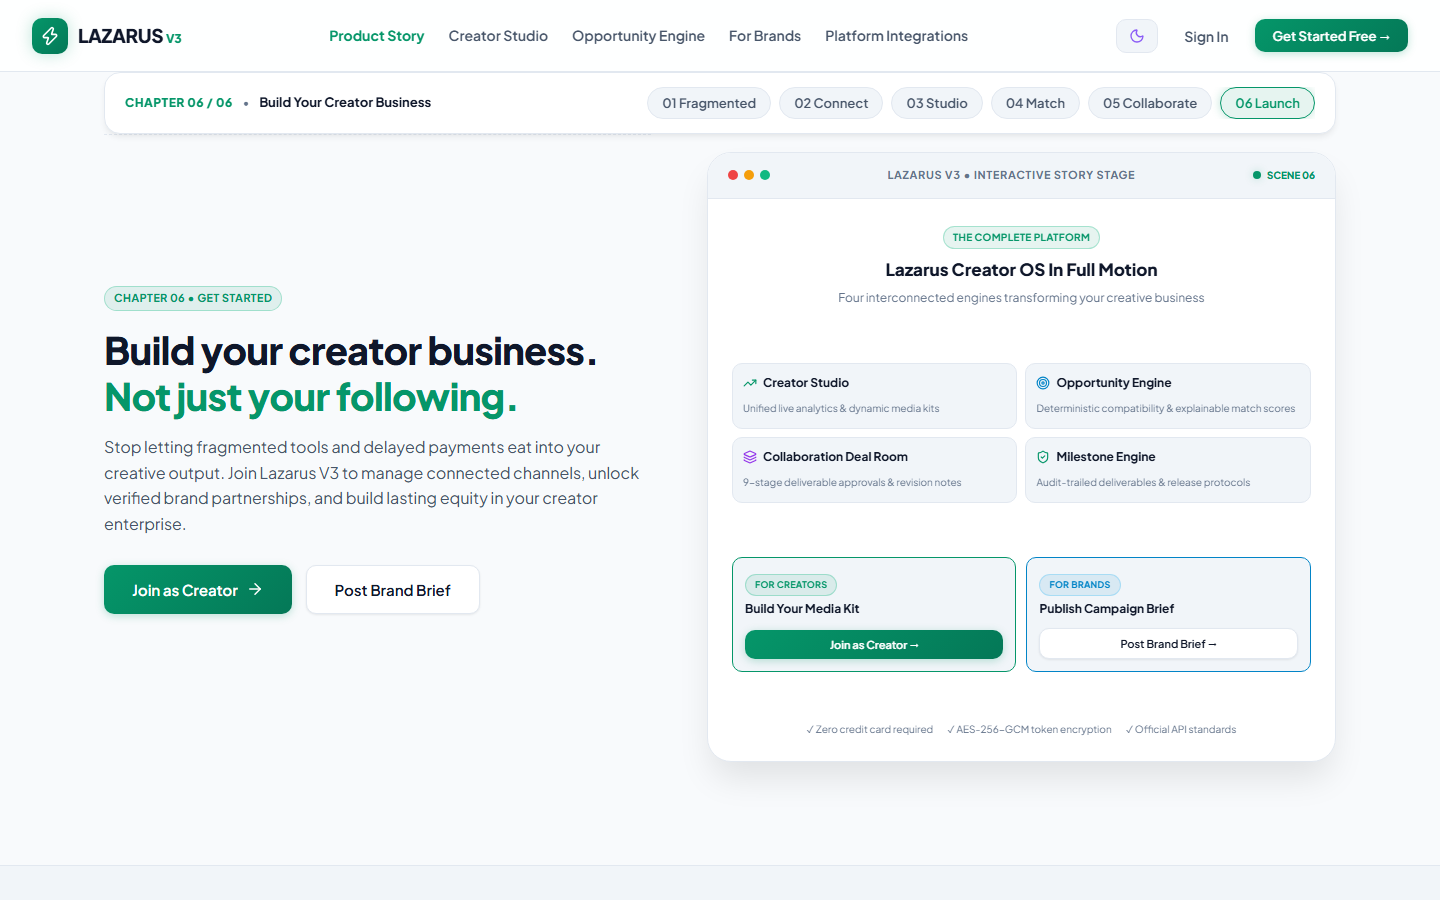 LAZARUS V3
Product Story
Creator Studio
Opportunity Engine
For Brands
Platform Integrations
Sign In
Get Started Free →
CHAPTER 06 / 06 • Build Your Creator Business
01 Fragmented
02 Connect
03 Studio
04 Match
05 Collaborate
06 Launch
CHAPTER 06 • GET STARTED
Build your creator business.
Not just your following.
Stop letting fragmented tools and delayed payments eat into your
creative output. Join Lazarus V3 to manage connected channels, unlock
verified brand partnerships, and build lasting equity in your creator
enterprise.
Join as Creator →
Post Brand Brief
LAZARUS V3 • INTERACTIVE STORY STAGE
SCENE 06
THE COMPLETE PLATFORM
Lazarus Creator OS In Full Motion
Four interconnected engines transforming your creative business
Creator Studio
Unified live analytics & dynamic media kits
Opportunity Engine
Deterministic compatibility & explainable match scores
Collaboration Deal Room
9-stage deliverable approvals & revision notes
Milestone Engine
Audit-trailed deliverables & release protocols
FOR CREATORS
Build Your Media Kit
Join as Creator →
FOR BRANDS
Publish Campaign Brief
Post Brand Brief →
✓ Zero credit card required
✓ AES-256-GCM token encryption
✓ Official API standards